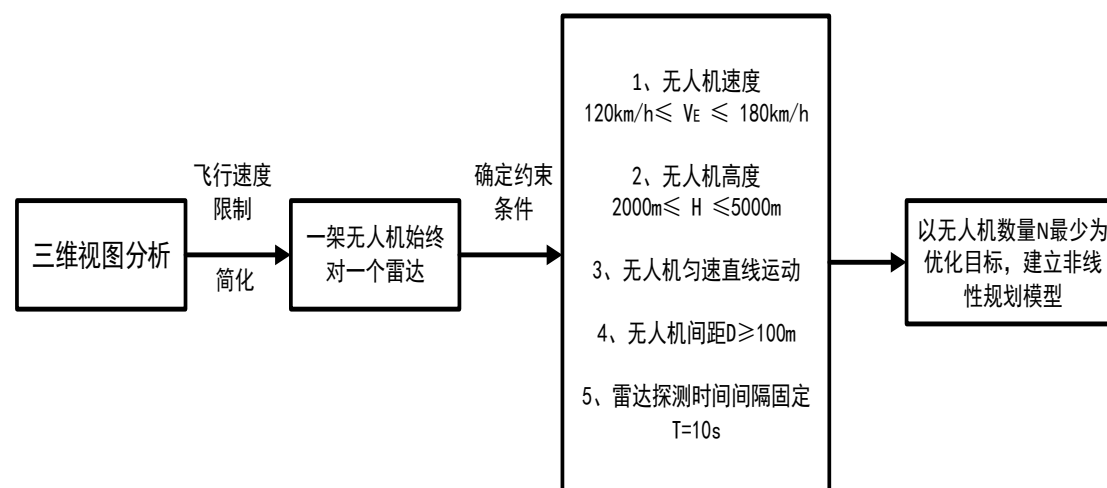 三维视图分析
飞行速度
限制
简化
一架无人机始终
对一个雷达
确定约束
条件
1、无人机速度
120km/h≤ VE ≤ 180km/h
2、无人机高度
2000m≤ H ≤5000m
3、无人机匀速直线运动
4、无人机间距D≥100m
5、雷达探测时间间隔固定
T=10s
以无人机数量N最少为
优化目标，建立非线
性规划模型